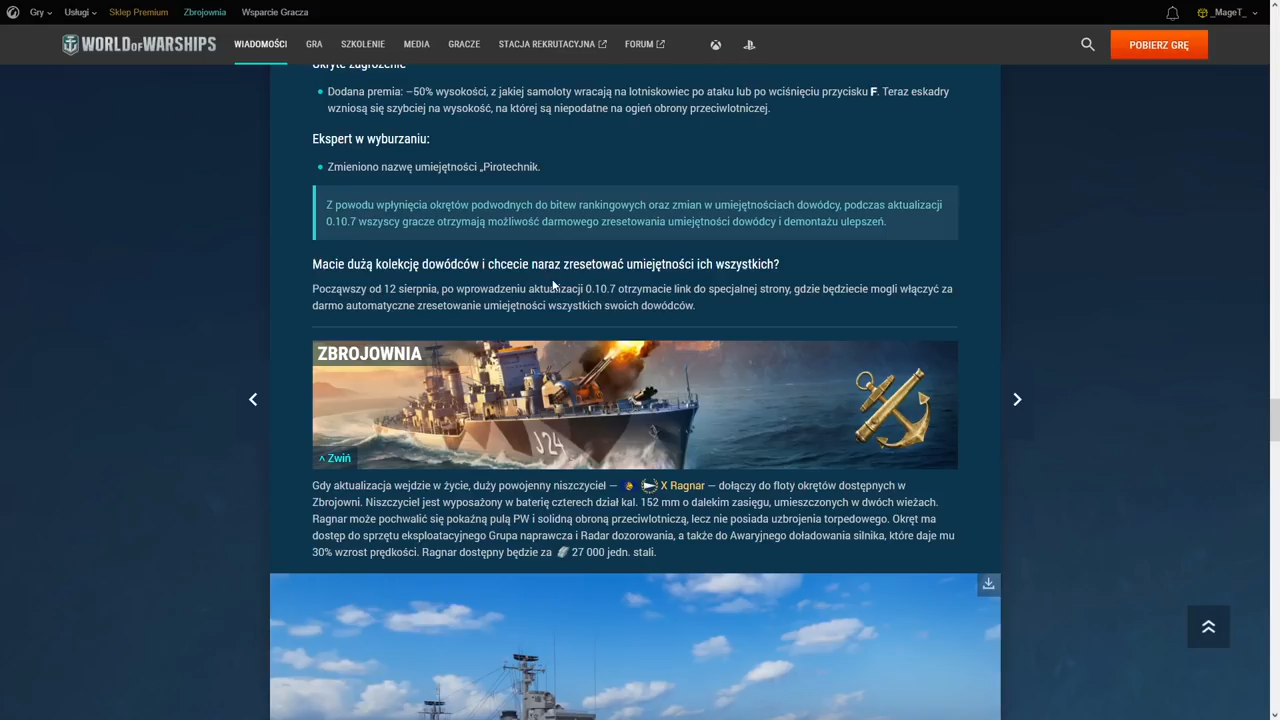 Gry Usługi Sklep Premium Zbrojownia Wsparcie Gracza _MageT_
WORLD OF WARSHIPS WIADOMOŚCI GRA SZKOLENIE MEDIA GRACZE STACJA REKRUTACYJNA FORUM POBIERZ GRĘ
Ukryte zagrożenie
Dodana premia: –50% wysokości, z jakiej samoloty wracają na lotniskowiec po ataku lub po wciśnięciu przycisku F. Teraz eskadry
wzniosą się szybciej na wysokość, na której są niepodatne na ogień obrony przeciwlotniczej.
Ekspert w wyburzaniu:
Zmieniono nazwę umiejętności „Pirotechnik.
Z powodu wpłynięcia okrętów podwodnych do bitew rankingowych oraz zmian w umiejętnościach dowódcy, podczas aktualizacji
0.10.7 wszyscy gracze otrzymają możliwość darmowego zresetowania umiejętności dowódcy i demontażu ulepszeń.
Macie dużą kolekcję dowódców i chcecie naraz zresetować umiejętności ich wszystkich?
Począwszy od 12 sierpnia, po wprowadzeniu aktualizacji 0.10.7 otrzymacie link do specjalnej strony, gdzie będziecie mogli włączyć za
darmo automatyczne zresetowanie umiejętności wszystkich swoich dowódców.
ZBROJOWNIA
J24
^ Zwiń
Gdy aktualizacja wejdzie w życie, duży powojenny niszczyciel — X Ragnar — dołączy do floty okrętów dostępnych w
Zbrojowni. Niszczyciel jest wyposażony w baterię czterech dział kal. 152 mm o dalekim zasięgu, umieszczonych w dwóch wieżach.
Ragnar może pochwalić się pokaźną pulą PW i solidną obroną przeciwlotniczą, lecz nie posiada uzbrojenia torpedowego. Okręt ma
dostęp do sprzętu eksploatacyjnego Grupa naprawcza i Radar dozorowania, a także do Awaryjnego doładowania silnika, które daje mu
30% wzrost prędkości. Ragnar dostępny będzie za 27 000 jedn. stali.